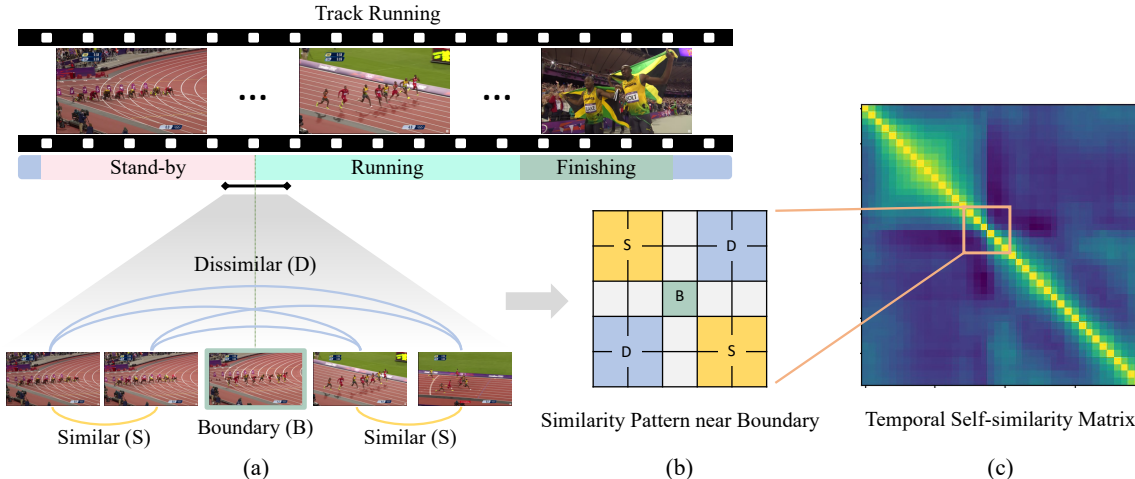 Track Running
Stand-by Running Finishing
Dissimilar (D)
S D
B
D S
Similar (S) Boundary (B) Similar (S)
Similarity Pattern near Boundary
Temporal Self-similarity Matrix
(a) (b) (c)